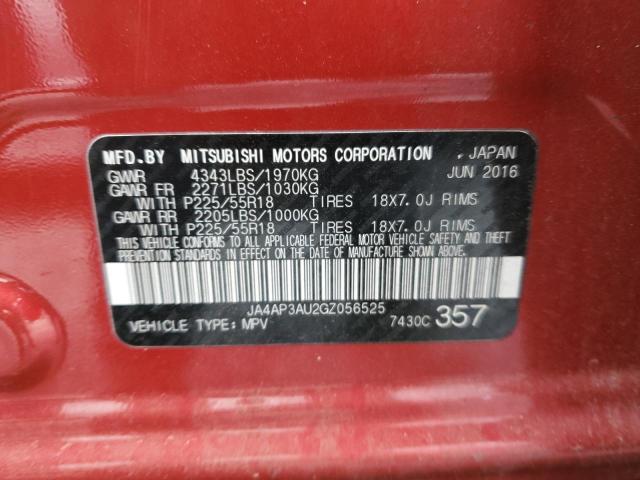 MFD.BY MITSUBISHI MOTORS CORPORATION , JAPAN
GVWR 4343LBS/1970KG JUN 2016
GAWR FR 2271LBS/1030KG
WITH P225/55R18 TIRES 18X7.0J RIMS
GAWR RR 2205LBS/1000KG
WITH P225/55R18 TIRES 18X7.0J RIMS
THIS VEHICLE CONFORMS TO ALL APPLICABLE FEDERAL MOTOR VEHICLE SAFETY AND THEFT
PREVENTION STANDARDS IN EFFECT ON THE DATE OF MANUFACTURE SHOWN ABOVE.
JA4AP3AU2GZ056525
VEHICLE TYPE:MPV 7430C 357